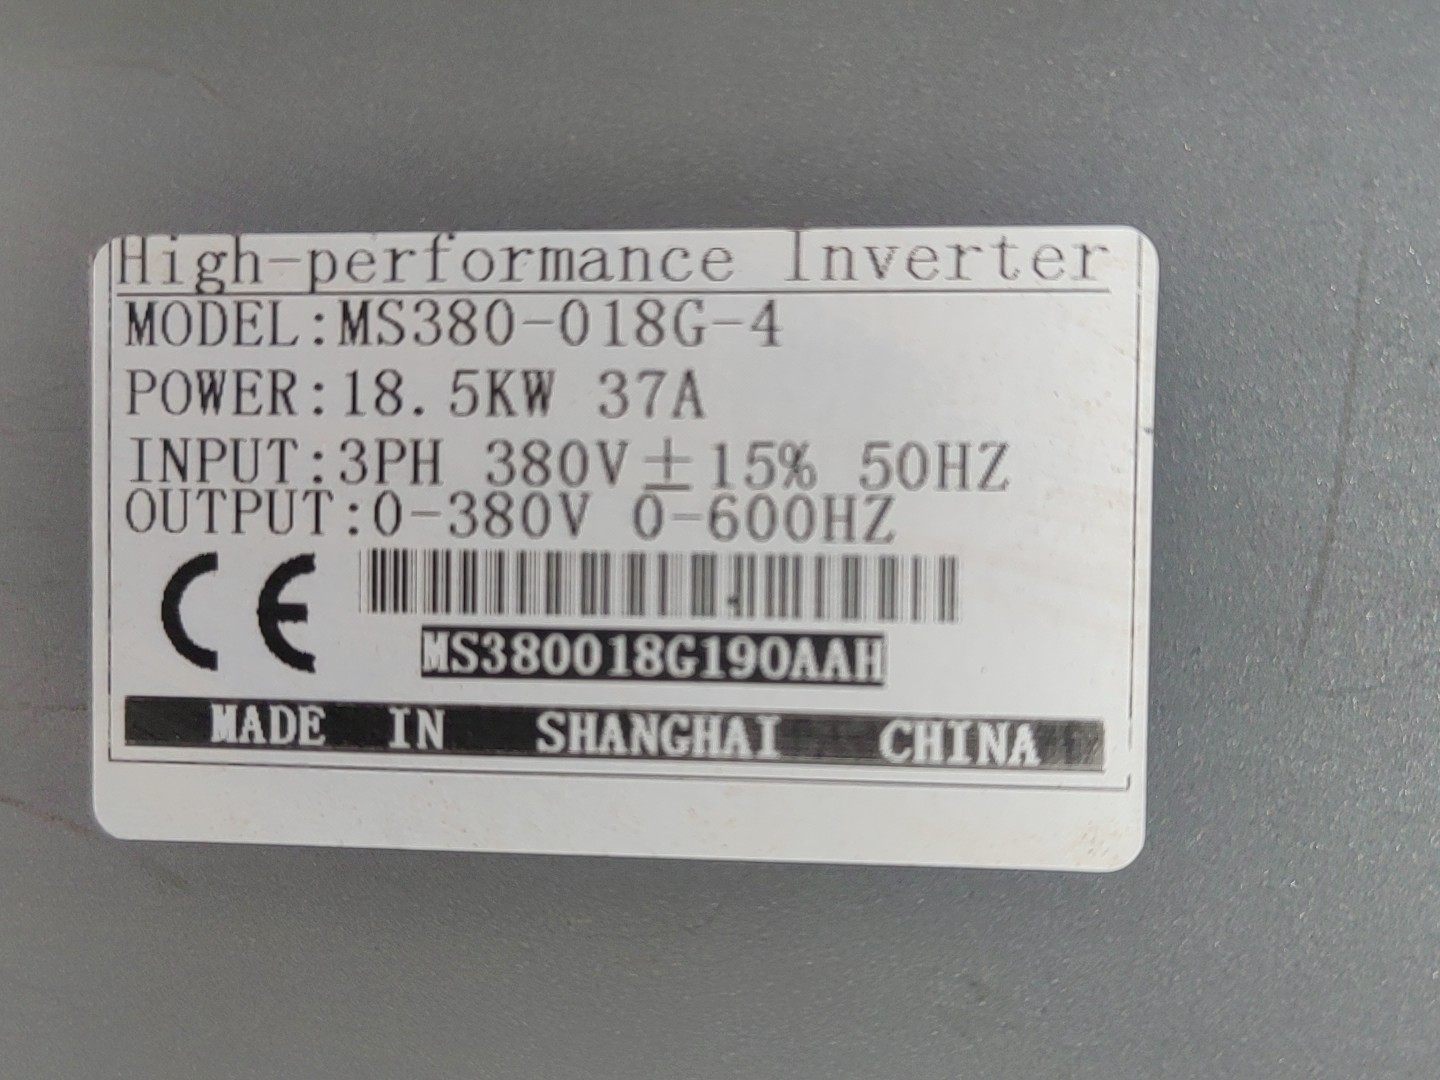 High-performance Inverter
MODEL:MS380-018G-4
POWER:18.5KW 37A
INPUT:3PH 380V±15% 50HZ
OUTPUT:0-380V 0-600HZ
CE
MS380018G190AAH
MADE IN SHANGHAI CHINA